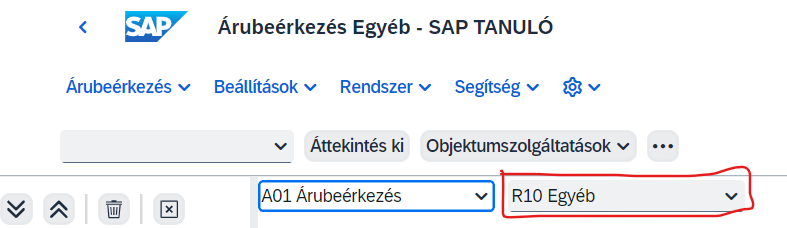 SAP Árubeérkezés Egyéb - SAP TANULÓ
Árubeérkezés Beállítások Rendszer Segítség
Áttekintés ki Objektumszolgáltatások
A01 Árubeérkezés R10 Egyéb